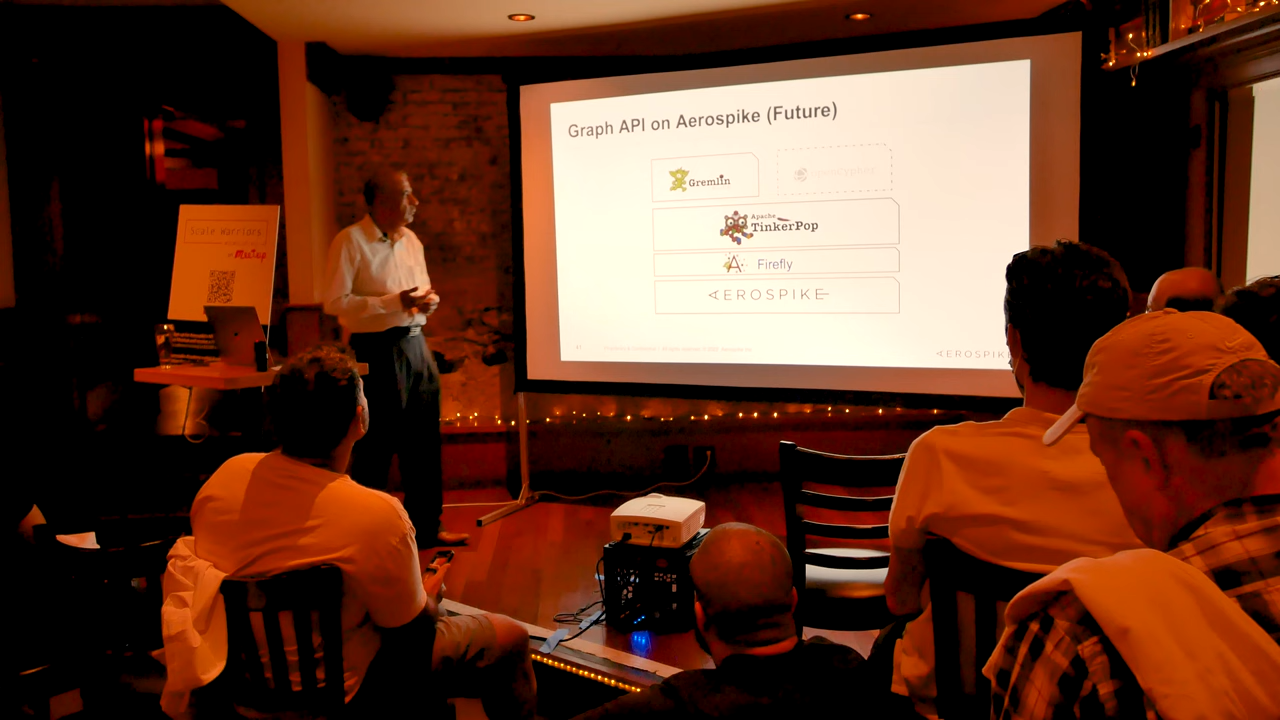 Graph API on Aerospike (Future)
Gremlin
Apache
TinkerPop
Firefly
AEROSPIKE
AEROSPIKE
Scale Warriors